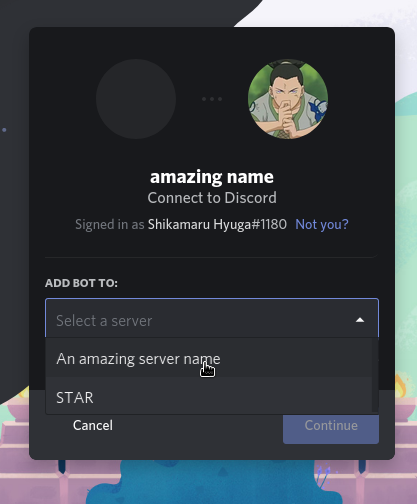 amazing name
Connect to Discord
Signed in as Shikamaru Hyuga#1180 Not you?
ADD BOT TO:
Select a server
An amazing server name
STAR
Cancel
Continue